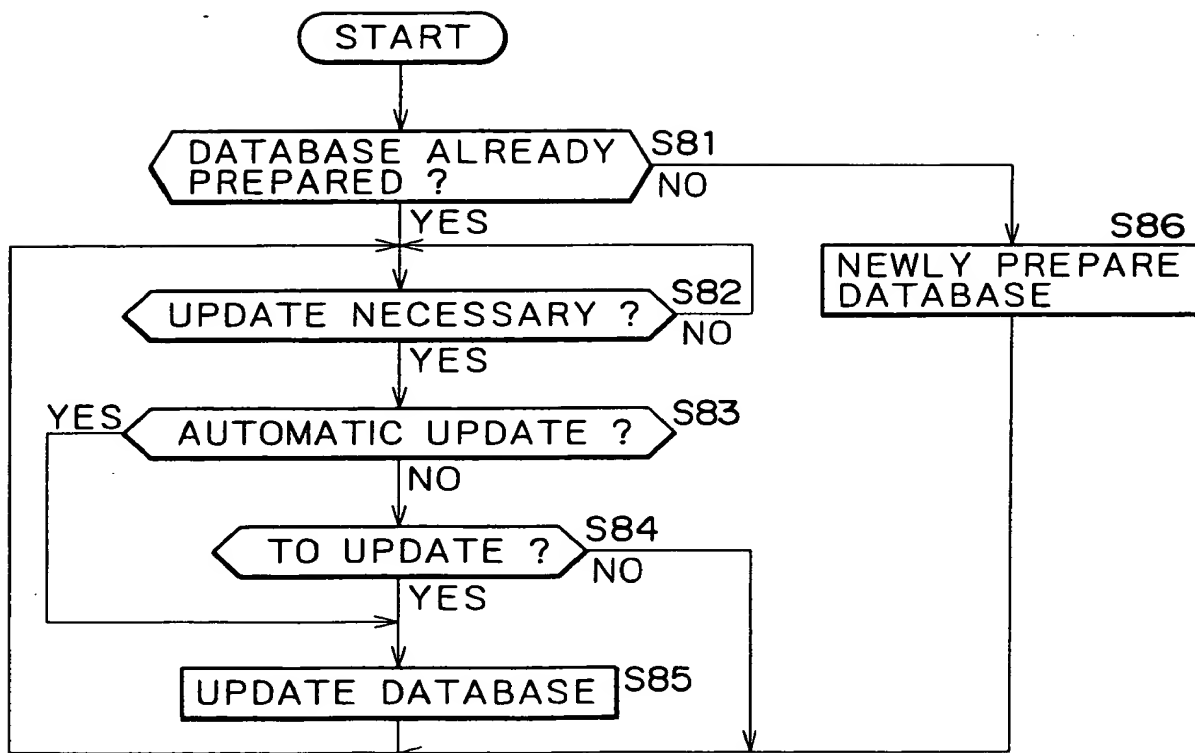 START
DATABASE ALREADY
PREPARED ?
S81
NO
YES
S86
NEWLY PREPARE
DATABASE
UPDATE NECESSARY ?
S82
NO
YES
YES
AUTOMATIC UPDATE ?
S83
NO
TO UPDATE ?
S84
NO
YES
UPDATE DATABASE
S85